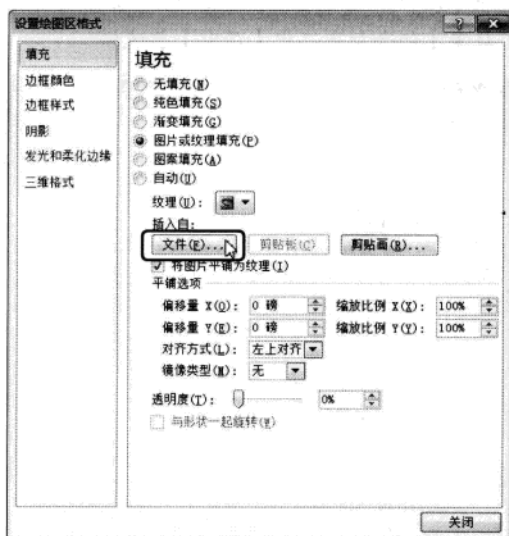 设置绘图区格式
填充
边框颜色
边框样式
阴影
发光和柔化边缘
三维格式
填充
无填充(N)
纯色填充(S)
渐变填充(G)
图片或纹理填充(P)
图案填充(A)
自动(U)
纹理(U):
插入自:
文件(F)... 剪贴板(C) 剪贴画(R)...
将图片平铺为纹理(I)
平铺选项
偏移量 X(O): 0 磅 缩放比例 X(X): 100%
偏移量 Y(E): 0 磅 缩放比例 Y(Y): 100%
对齐方式(L): 左上对齐
镜像类型(M): 无
透明度(T): 0%
与形状一起旋转(W)
关闭